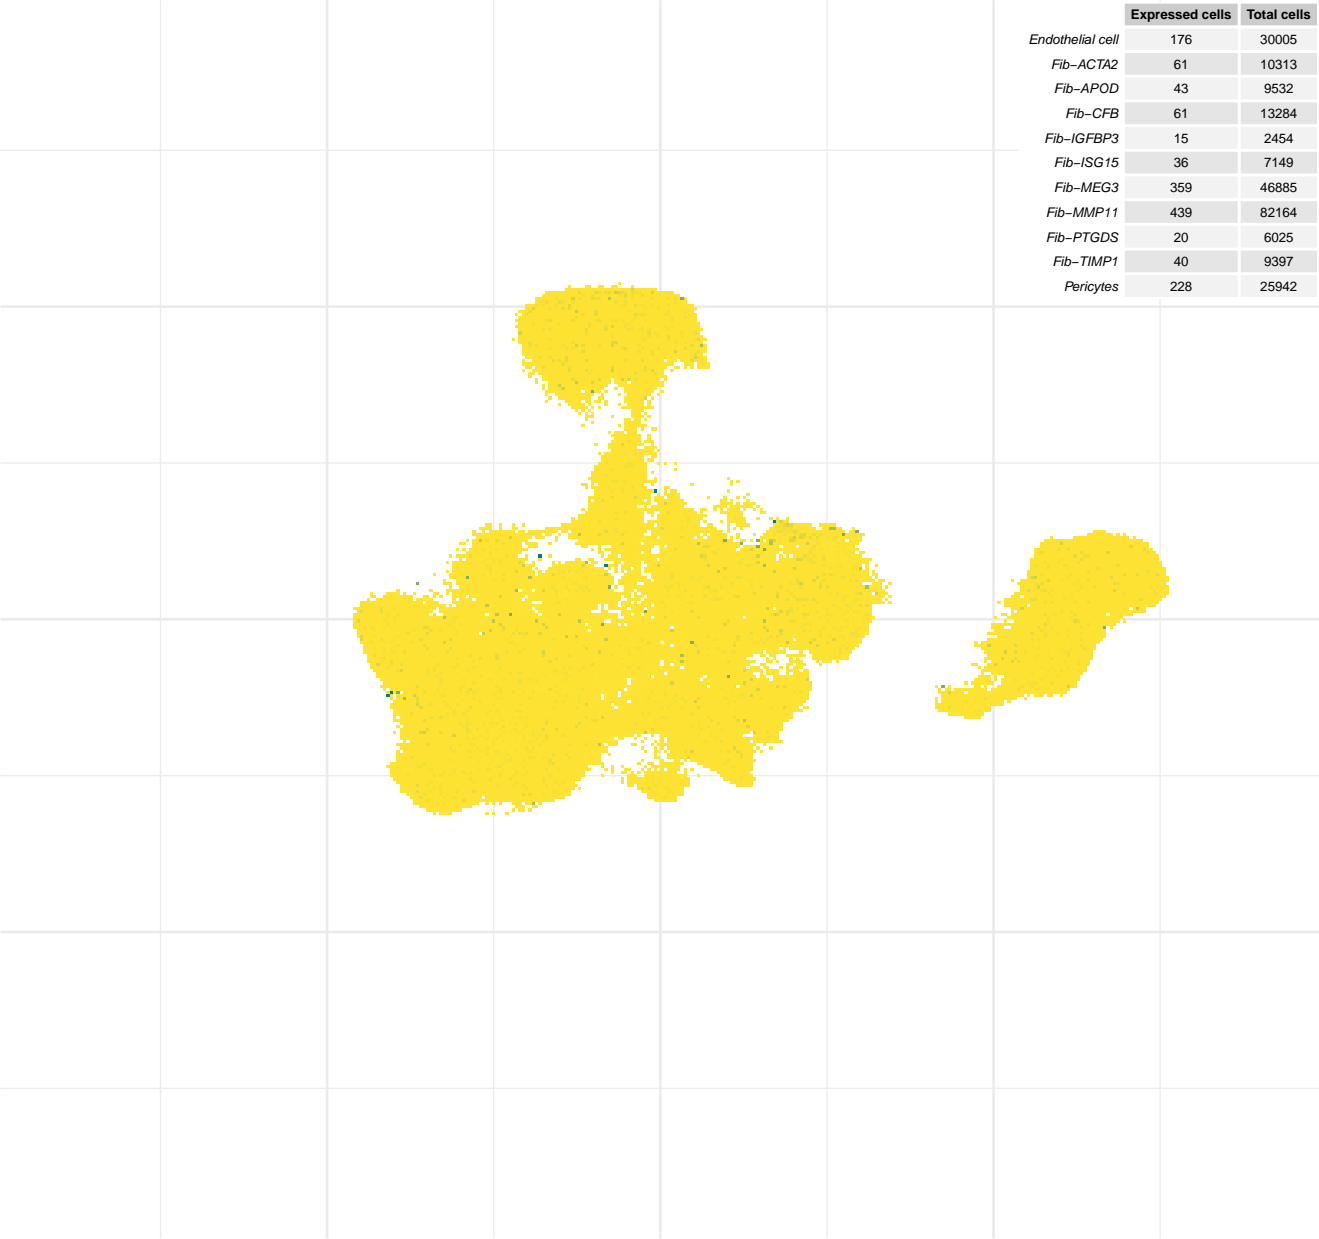 Expressed cells Total cells
Endothelial cell 176 30005
Fib−ACTA2 61 10313
Fib−APOD 43 9532
Fib−CFB 61 13284
Fib−IGFBP3 15 2454
Fib−ISG15 36 7149
Fib−MEG3 359 46885
Fib−MMP11 439 82164
Fib−PTGDS 20 6025
Fib−TIMP1 40 9397
Pericytes 228 25942